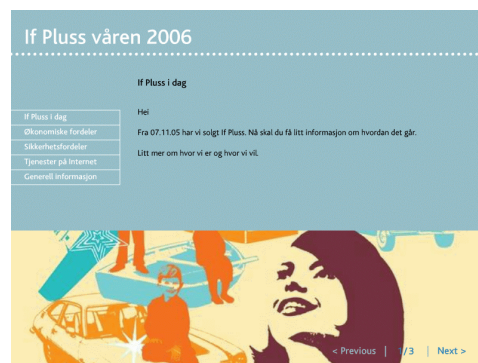 If Pluss våren 2006
If Pluss i dag
Hei
Fra 07.11.05 har vi solgt If Pluss. Nå skal du få litt informasjon om hvordan det går.
Litt mer om hvor vi er og hvor vi vil.
If Pluss i dag
Økonomiske fordeler
Sikkerhetsfordeler
Tjenester på Internet
Generell informasjon
< Previous | 1/3 | Next >